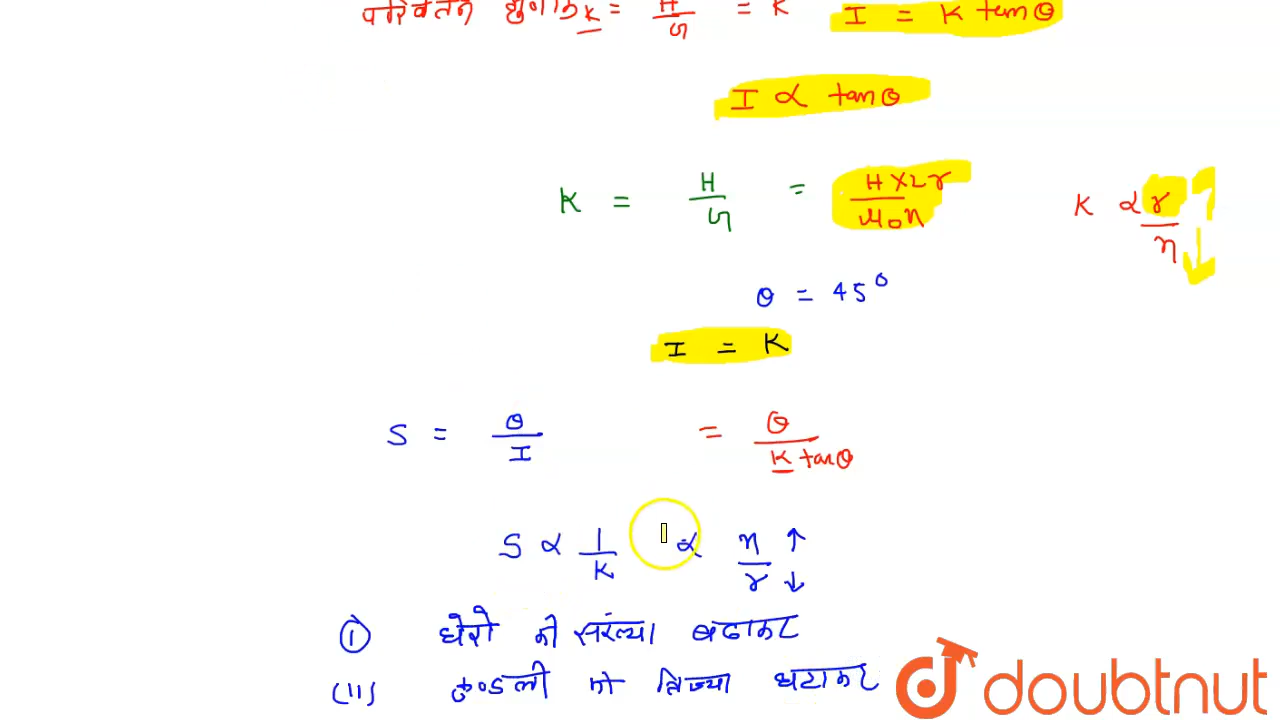 परिवर्तन गुणांक K = H/G = K I = K tanθ
I ∝ tanθ
K = H/G = H×2r/μ₀n K ∝ r/n ↑ ↓
θ = 45°
I = K
S = θ/I = θ/K tanθ
S ∝ 1/K ∝ n/r ↑ ↓
(i) घेरो की संख्या बढाकर
(ii) कुण्डली की त्रिज्या घटाकर
doubtnut